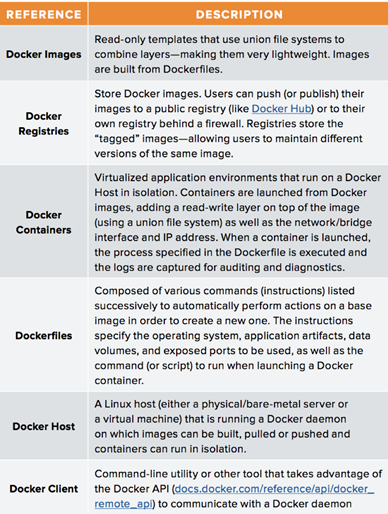 REFERENCE DESCRIPTION
Docker Images
Read-only templates that use union file systems to
combine layers—making them very lightweight. Images
are built from Dockerfiles.
Docker
Registries
Store Docker images. Users can push (or publish) their
images to a public registry (like Docker Hub) or to their
own registry behind a firewall. Registries store the
“tagged” images—allowing users to maintain different
versions of the same image.
Docker
Containers
Virtualized application environments that run on a Docker
Host in isolation. Containers are launched from Docker
images, adding a read-write layer on top of the image
(using a union file system) as well as the network/bridge
interface and IP address. When a container is launched,
the process specified in the Dockerfile is executed and
the logs are captured for auditing and diagnostics.
Dockerfiles
Composed of various commands (instructions) listed
successively to automatically perform actions on a base
image in order to create a new one. The instructions
specify the operating system, application artifacts, data
volumes, and exposed ports to be used, as well as the
command (or script) to run when launching a Docker
container.
Docker Host
A Linux host (either a physical/bare-metal server or
a virtual machine) that is running a Docker daemon
on which images can be built, pulled or pushed and
containers can run in isolation.
Docker Client
Command-line utility or other tool that takes advantage of
the Docker API (docs.docker.com/reference/api/docker_
remote_api) to communicate with a Docker daemon